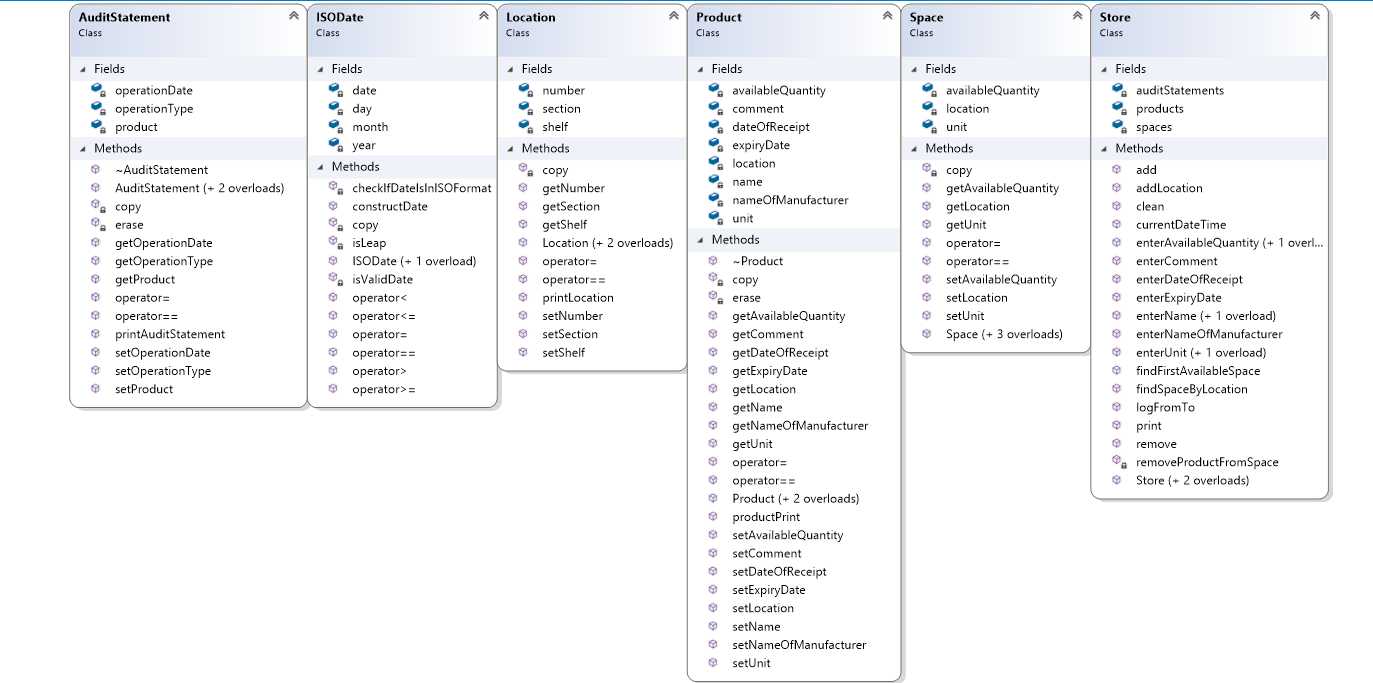 AuditStatement
Class
Fields
operationDate
operationType
product
Methods
~AuditStatement
AuditStatement (+ 2 overloads)
copy
erase
getOperationDate
getOperationType
getProduct
operator=
operator==
printAuditStatement
setOperationDate
setOperationType
setProduct
ISODate
Class
Fields
date
day
month
year
Methods
checkIfDateIsInISOFormat
constructDate
copy
isLeap
ISODate (+ 1 overload)
isValidDate
operator<
operator<=
operator=
operator==
operator>
operator>=
Location
Class
Fields
number
section
shelf
Methods
copy
getNumber
getSection
getShelf
Location (+ 2 overloads)
operator=
operator==
printLocation
setNumber
setSection
setShelf
Product
Class
Fields
availableQuantity
comment
dateOfReceipt
expiryDate
location
name
nameOfManufacturer
unit
Methods
~Product
copy
erase
getAvailableQuantity
getComment
getDateOfReceipt
getExpiryDate
getLocation
getName
getNameOfManufacturer
getUnit
operator=
operator==
Product (+ 2 overloads)
productPrint
setAvailableQuantity
setComment
setDateOfReceipt
setExpiryDate
setLocation
setName
setNameOfManufacturer
setUnit
Space
Class
Fields
availableQuantity
location
unit
Methods
copy
getAvailableQuantity
getLocation
getUnit
operator=
operator==
setAvailableQuantity
setLocation
setUnit
Space (+ 3 overloads)
Store
Class
Fields
auditStatements
products
spaces
Methods
add
addLocation
clean
currentDateTime
enterAvailableQuantity (+ 1 overl...
enterComment
enterDateOfReceipt
enterExpiryDate
enterName (+ 1 overload)
enterNameOfManufacturer
enterUnit (+ 1 overload)
findFirstAvailableSpace
findSpaceByLocation
logFromTo
print
remove
removeProductFromSpace
Store (+ 2 overloads)